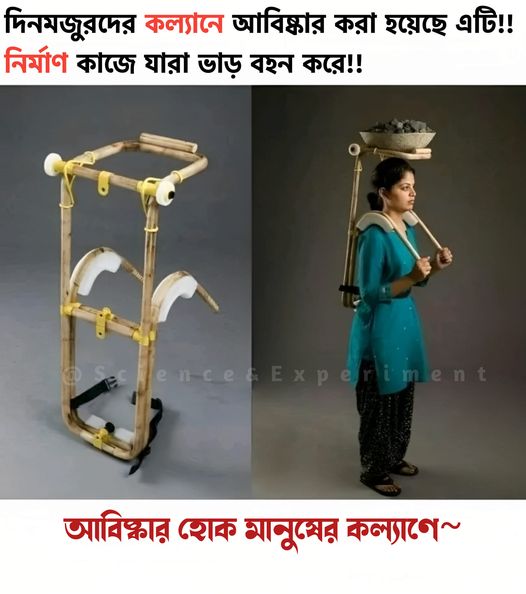 দিনমজুরদের কল্যানে আবিষ্কার করা হয়েছে এটি!!
নির্মাণ কাজে যারা ভাড় বহন করে!!
@Science&Experiment
আবিষ্কার হোক মানুষের কল্যাণে~